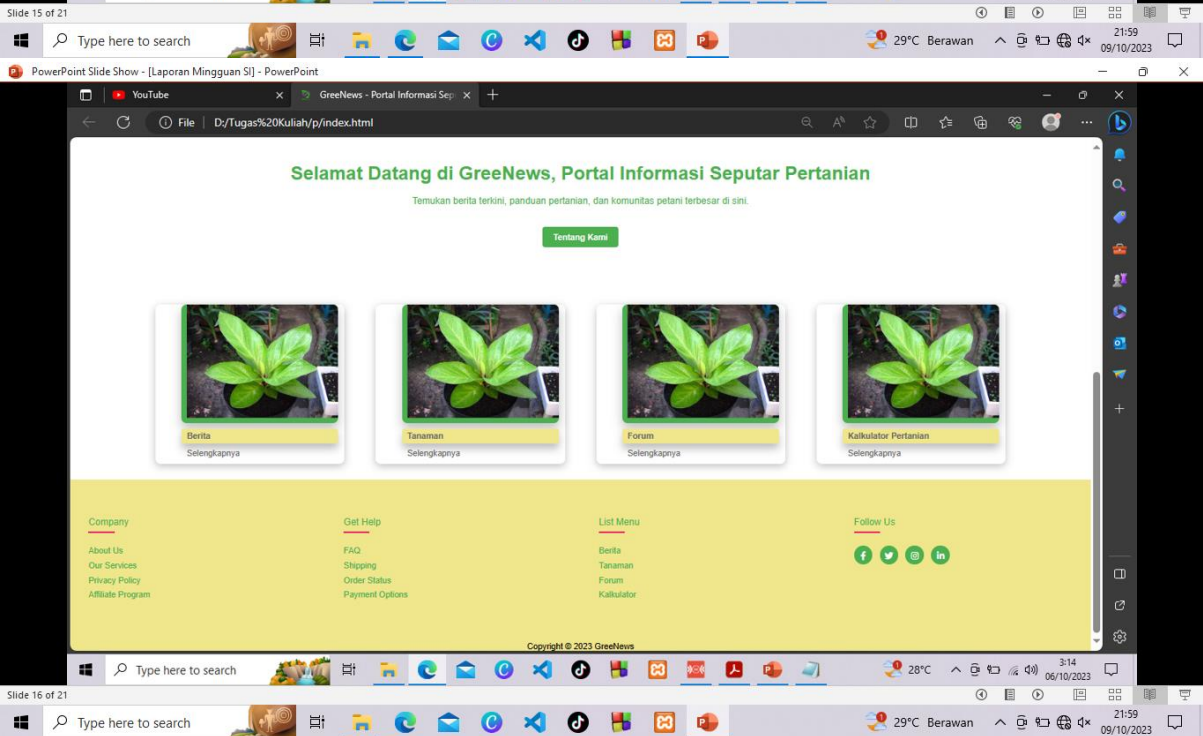 Slide 15 of 21
Type here to search
29°C Berawan
21:59
09/10/2023
PowerPoint Slide Show - [Laporan Mingguan SI] - PowerPoint
YouTube
GreeNews - Portal Informasi Sep
File
D:/Tugas%20Kuliah/p/index.html
Selamat Datang di GreeNews, Portal Informasi Seputar Pertanian
Temukan berita terkini, panduan pertanian, dan komunitas petani terbesar di sini.
Tentang Kami
Berita
Selengkapnya
Tanaman
Selengkapnya
Forum
Selengkapnya
Kalkulator Pertanian
Selengkapnya
Company
About Us
Our Services
Privacy Policy
Affiliate Program
Get Help
FAQ
Shipping
Order Status
Payment Options
List Menu
Berita
Tanaman
Forum
Kalkulator
Follow Us
Copyright © 2023 GreeNews
Type here to search
28°C
3:14
06/10/2023
Slide 16 of 21
Type here to search
29°C Berawan
21:59
09/10/2023